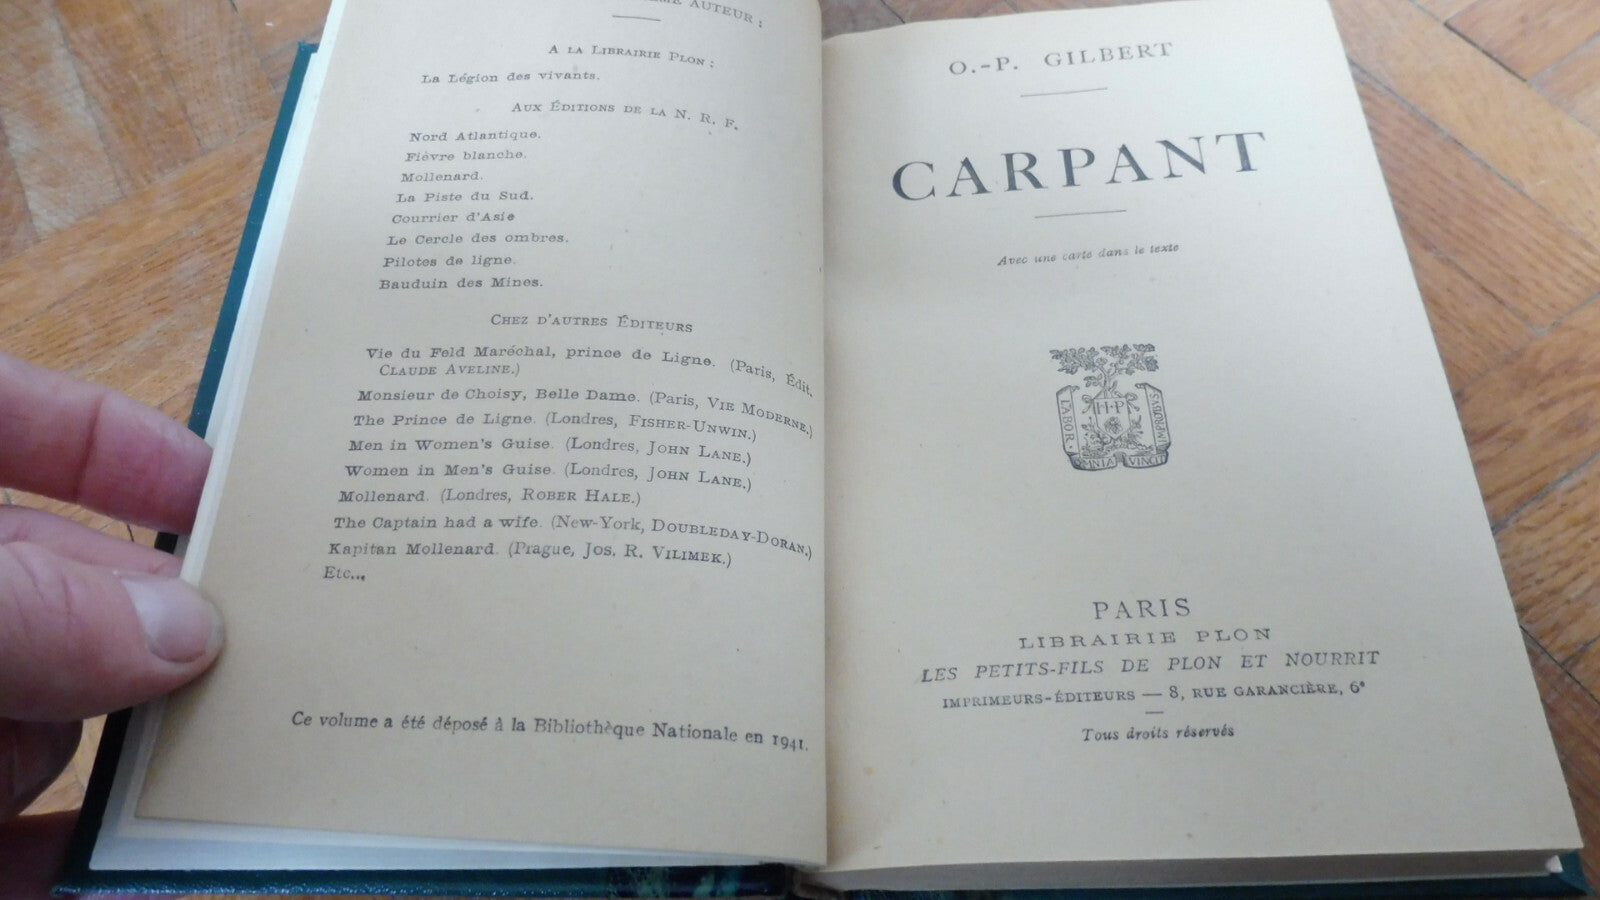 MÊME AUTEUR :
A LA LIBRAIRIE PLON :
La Légion des vivants.
AUX ÉDITIONS DE LA N. R. F.
Nord Atlantique.
Fièvre blanche.
Mollenard.
La Piste du Sud.
Courrier d'Asie
Le Cercle des ombres.
Pilotes de ligne.
Bauduin des Mines.
CHEZ D'AUTRES ÉDITEURS
Vie du Feld Maréchal, prince de Ligne. (Paris, Édit.
CLAUDE AVELINE.)
Monsieur de Choisy, Belle Dame. (Paris, VIE MODERNE.)
The Prince de Ligne. (Londres, FISHER-UNWIN.)
Men in Women's Guise. (Londres, JOHN LANE.)
Women in Men's Guise. (Londres, JOHN LANE.)
Mollenard. (Londres, ROBER HALE.)
The Captain had a wife. (New-York, DOUBLEDAY-DORAN.)
Kapitan Mollenard. (Prague, JOS. R. VILIMEK.)
Etc...
Ce volume a été déposé à la Bibliothèque Nationale en 1941.
O.-P. GILBERT
CARPANT
Avec une carte dans le texte
H·P
LABOR · OMNIA VINCIT IMPROBVS
PARIS
LIBRAIRIE PLON
LES PETITS-FILS DE PLON ET NOURRIT
IMPRIMEURS-ÉDITEURS — 8, RUE GARANCIÈRE, 6e
Tous droits réservés